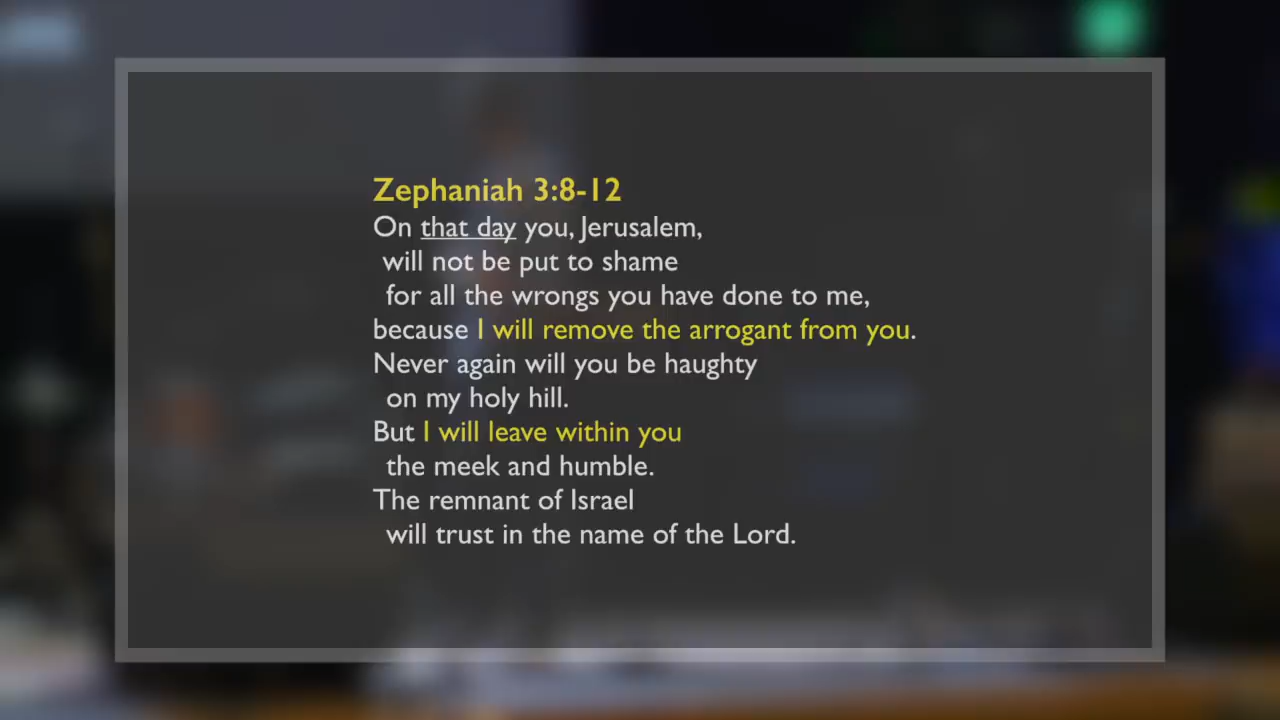 Zephaniah 3:8-12
On that day you, Jerusalem,
will not be put to shame
for all the wrongs you have done to me,
because I will remove the arrogant from you.
Never again will you be haughty
on my holy hill.
But I will leave within you
the meek and humble.
The remnant of Israel
will trust in the name of the Lord.